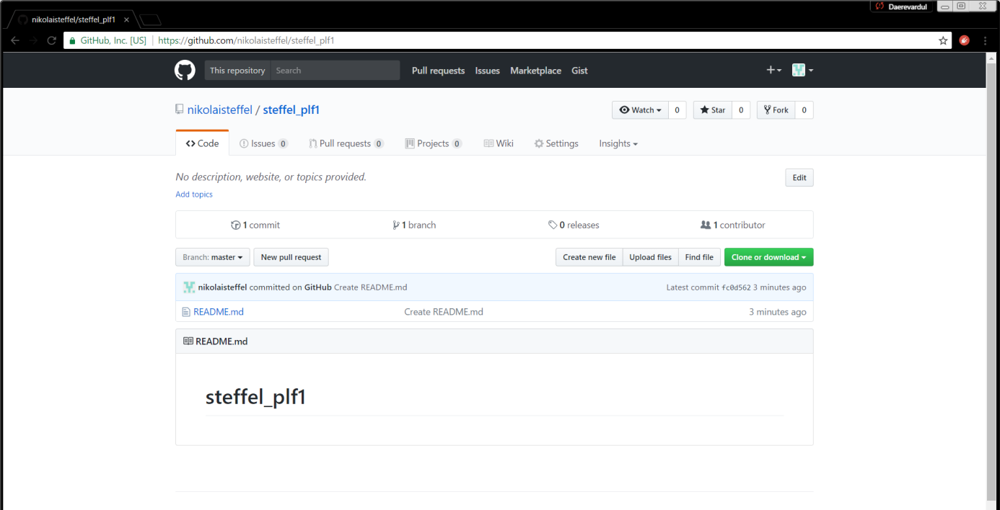 Daerevardul
nikolaisteffel/steffel_plf1
GitHub, Inc. [US] | https://github.com/nikolaisteffel/steffel_plf1
This repository Search Pull requests Issues Marketplace Gist
nikolaisteffel / steffel_plf1 Watch 0 Star 0 Fork 0
Code Issues 0 Pull requests 0 Projects 0 Wiki Settings Insights
No description, website, or topics provided. Edit
Add topics
1 commit 1 branch 0 releases 1 contributor
Branch: master New pull request Create new file Upload files Find file Clone or download
nikolaisteffel committed on GitHub Create README.md Latest commit fc0d562 3 minutes ago
README.md Create README.md 3 minutes ago
README.md
steffel_plf1